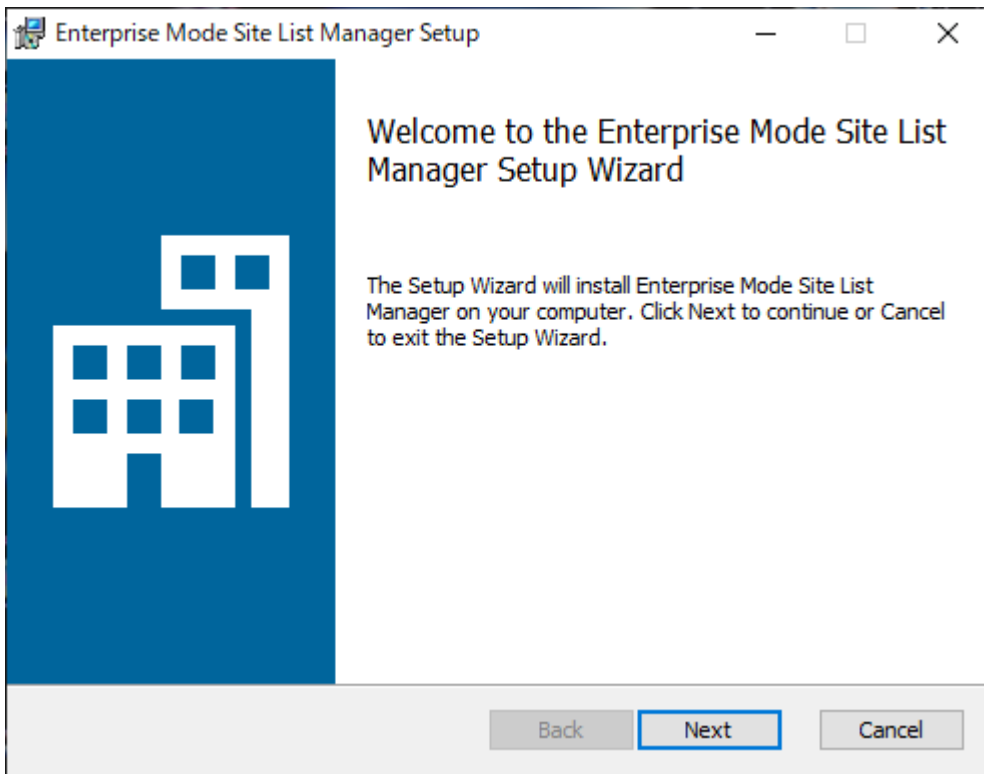 Enterprise Mode Site List Manager Setup
Welcome to the Enterprise Mode Site List
Manager Setup Wizard
The Setup Wizard will install Enterprise Mode Site List
Manager on your computer. Click Next to continue or Cancel
to exit the Setup Wizard.
Back Next Cancel